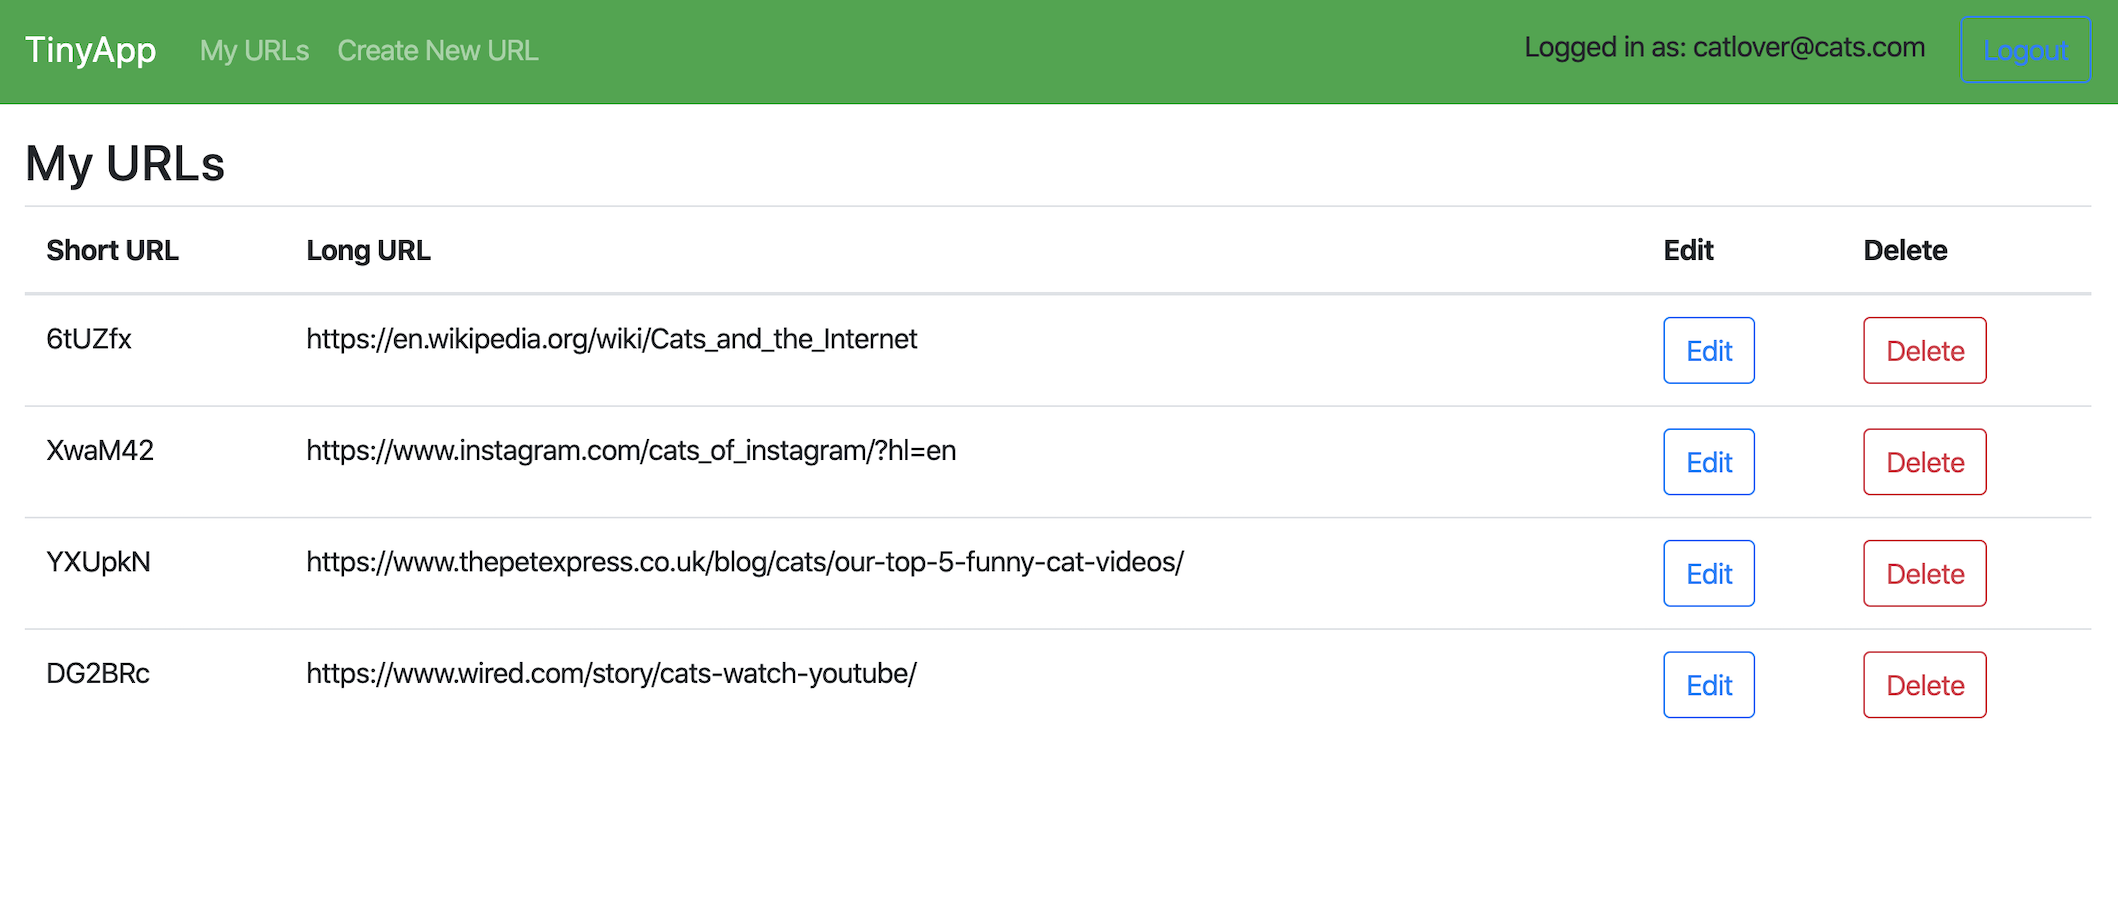 TinyApp My URLs Create New URL Logged in as: catlover@cats.com Logout
My URLs
Short URL Long URL Edit Delete
6tUZfx https://en.wikipedia.org/wiki/Cats_and_the_Internet Edit Delete
XwaM42 https://www.instagram.com/cats_of_instagram/?hl=en Edit Delete
YXUpkN https://www.thepetexpress.co.uk/blog/cats/our-top-5-funny-cat-videos/ Edit Delete
DG2BRc https://www.wired.com/story/cats-watch-youtube/ Edit Delete